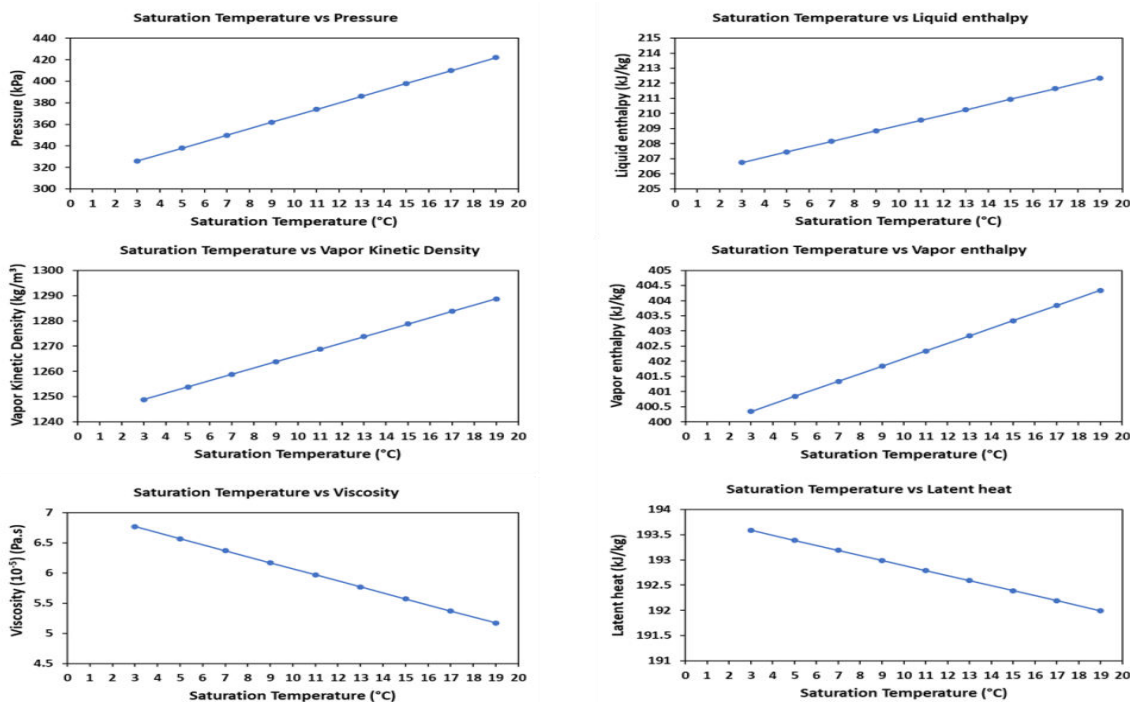 Saturation Temperature vs Pressure
Pressure (kPa)
440
420
400
380
360
340
320
300
0 1 2 3 4 5 6 7 8 9 10 11 12 13 14 15 16 17 18 19 20
Saturation Temperature (°C)
Saturation Temperature vs Liquid enthalpy
Liquid enthalpy (kJ/kg)
215
214
213
212
211
210
209
208
207
206
205
0 1 2 3 4 5 6 7 8 9 10 11 12 13 14 15 16 17 18 19 20
Saturation Temperature (°C)
Saturation Temperature vs Vapor Kinetic Density
Vapor Kinetic Density (kg/m³)
1300
1290
1280
1270
1260
1250
1240
0 1 2 3 4 5 6 7 8 9 10 11 12 13 14 15 16 17 18 19 20
Saturation Temperature (°C)
Saturation Temperature vs Vapor enthalpy
Vapor enthalpy (kJ/kg)
405
404.5
404
403.5
403
402.5
402
401.5
401
400.5
400
0 1 2 3 4 5 6 7 8 9 10 11 12 13 14 15 16 17 18 19 20
Saturation Temperature (°C)
Saturation Temperature vs Viscosity
Viscosity (10⁻⁵) (Pa.s)
7
6.5
6
5.5
5
4.5
0 1 2 3 4 5 6 7 8 9 10 11 12 13 14 15 16 17 18 19 20
Saturation Temperature (°C)
Saturation Temperature vs Latent heat
Latent heat (kJ/kg)
194
193.5
193
192.5
192
191.5
191
0 1 2 3 4 5 6 7 8 9 10 11 12 13 14 15 16 17 18 19 20
Saturation Temperature (°C)